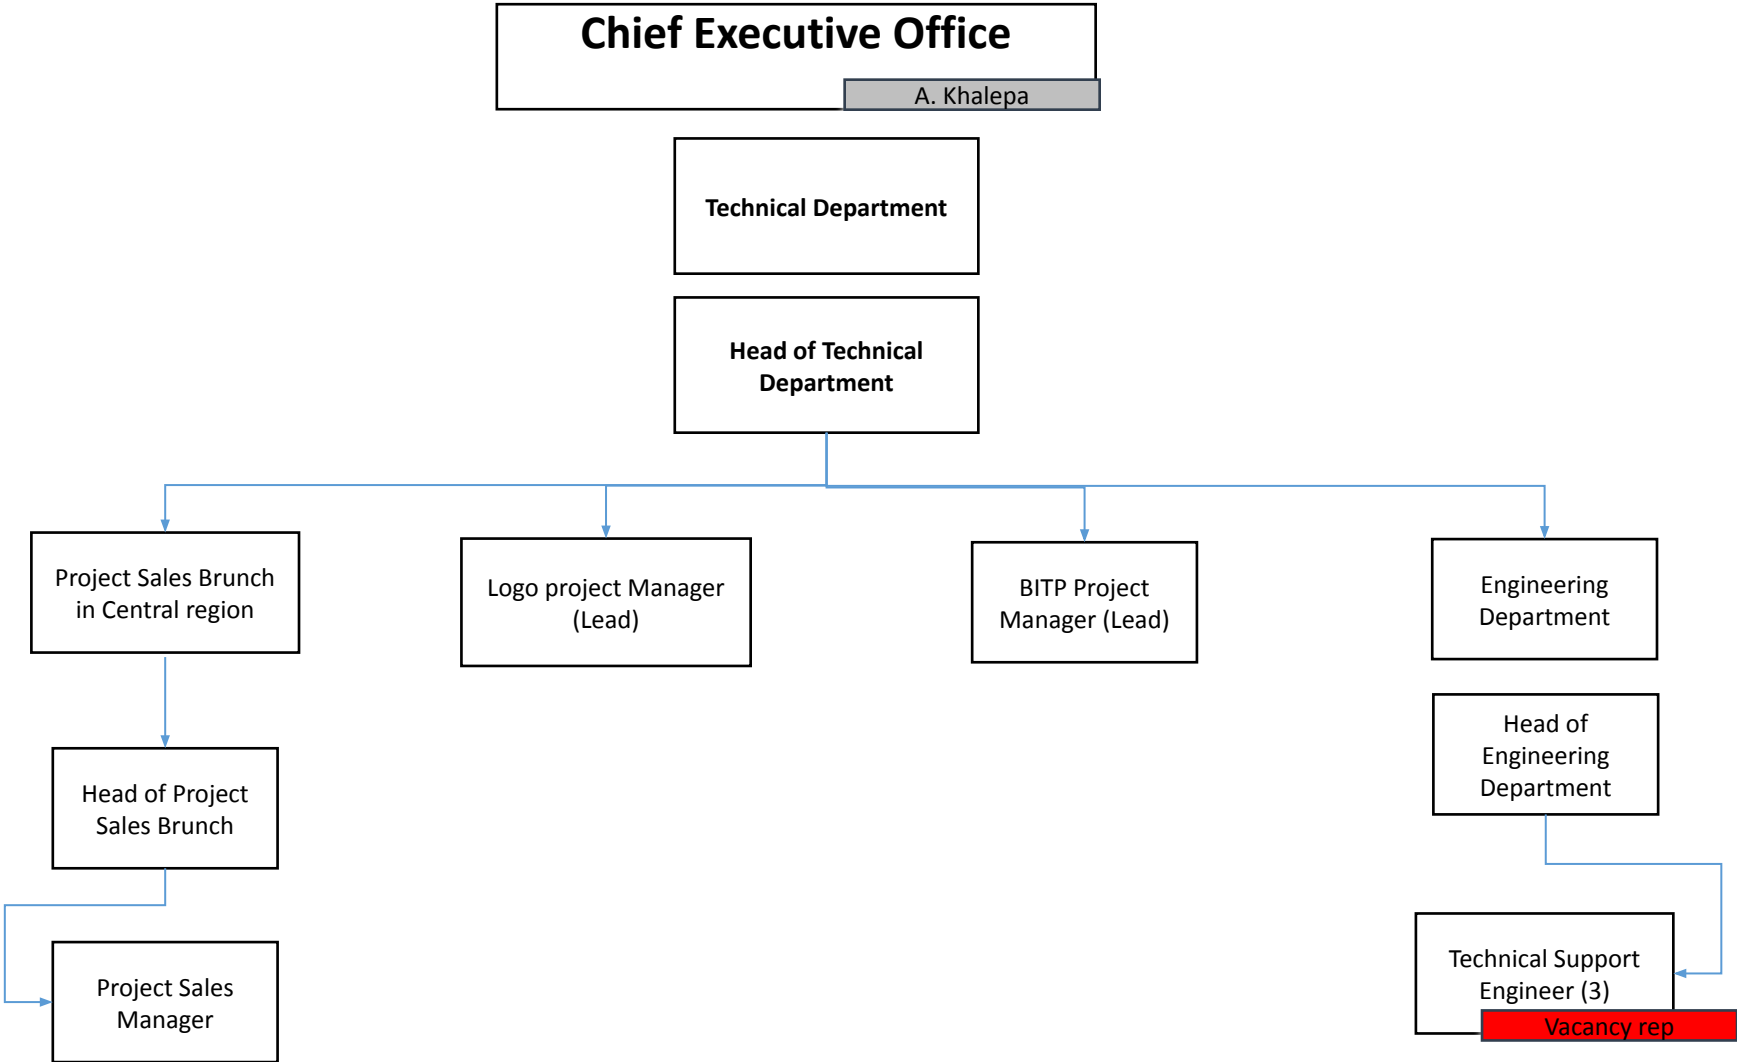 Chief Executive Office
A. Khalepa
Technical Department
Head of Technical
Department
Project Sales Brunch
in Central region
Logo project Manager
(Lead)
BITP Project
Manager (Lead)
Engineering
Department
Head of Project
Sales Brunch
Head of
Engineering
Department
Project Sales
Manager
Technical Support
Engineer (3)
Vacancy rep